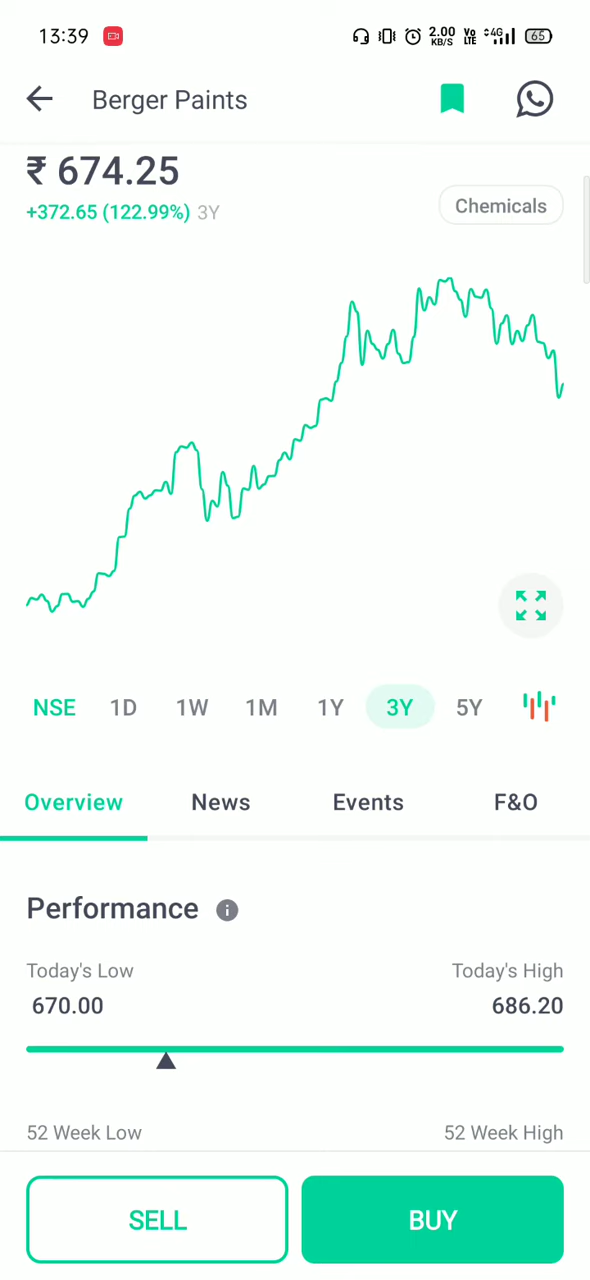 13:39 2.00 KB/S Vo LTE 4G 65
Berger Paints
₹ 674.25
+372.65 (122.99%) 3Y
Chemicals
NSE 1D 1W 1M 1Y 3Y 5Y
Overview News Events F&O
Performance
Today's Low Today's High
670.00 686.20
52 Week Low 52 Week High
SELL BUY